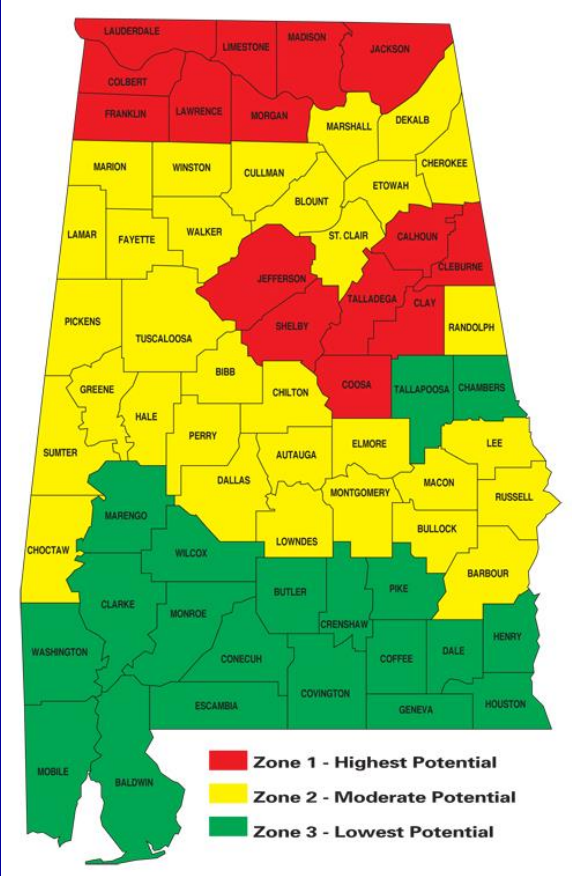 LAUDERDALE
LIMESTONE
MADISON
JACKSON
COLBERT
FRANKLIN
LAWRENCE
MORGAN
MARSHALL
DEKALB
MARION
WINSTON
CULLMAN
CHEROKEE
ETOWAH
BLOUNT
LAMAR
FAYETTE
WALKER
ST. CLAIR
CALHOUN
CLEBURNE
JEFFERSON
TALLADEGA
CLAY
PICKENS
TUSCALOOSA
SHELBY
RANDOLPH
BIBB
GREENE
HALE
CHILTON
COOSA
TALLAPOOSA
CHAMBERS
SUMTER
PERRY
AUTAUGA
ELMORE
LEE
DALLAS
MONTGOMERY
MACON
RUSSELL
MARENGO
LOWNDES
BULLOCK
CHOCTAW
WILCOX
BARBOUR
CLARKE
MONROE
BUTLER
CRENSHAW
PIKE
WASHINGTON
CONECUH
COFFEE
DALE
HENRY
ESCAMBIA
COVINGTON
GENEVA
HOUSTON
MOBILE
BALDWIN
Zone 1 - Highest Potential
Zone 2 - Moderate Potential
Zone 3 - Lowest Potential